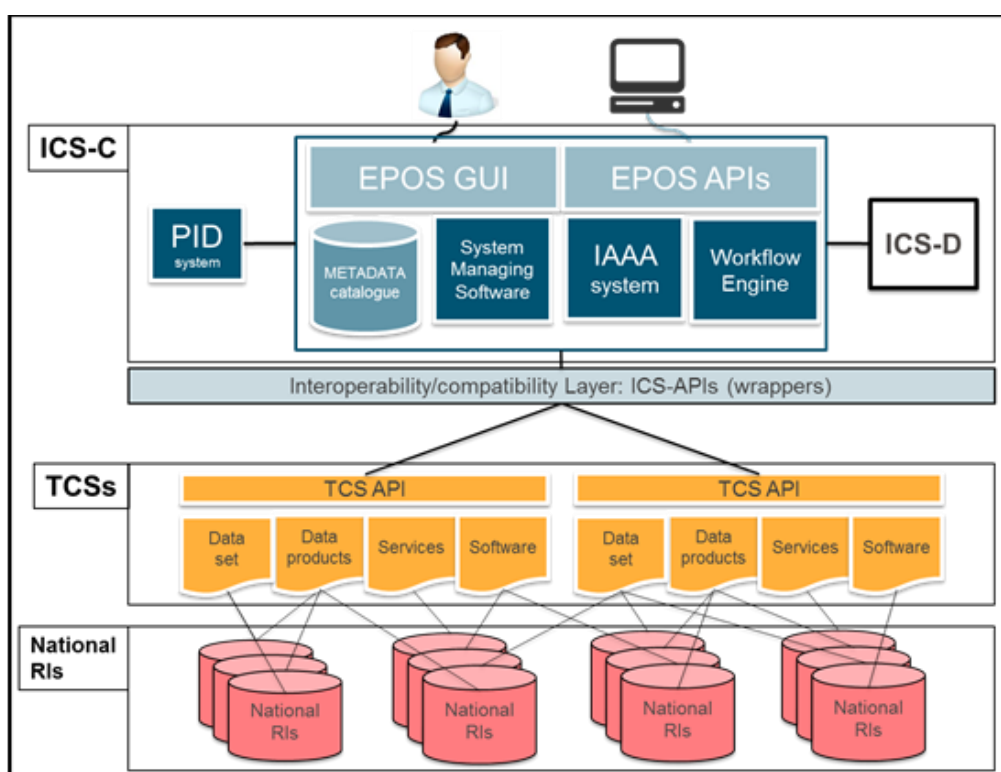 ICS-C
EPOS GUI
EPOS APIs
PID
system
METADATA
catalogue
System
Managing
Software
IAAA
system
Workflow
Engine
ICS-D
Interoperability/compatibility Layer: ICS-APIs (wrappers)
TCSs
TCS API
TCS API
Data
set
Data
products
Services
Software
Data
set
Data
products
Services
Software
National
RIs
National
RIs
National
RIs
National
RIs
National
RIs